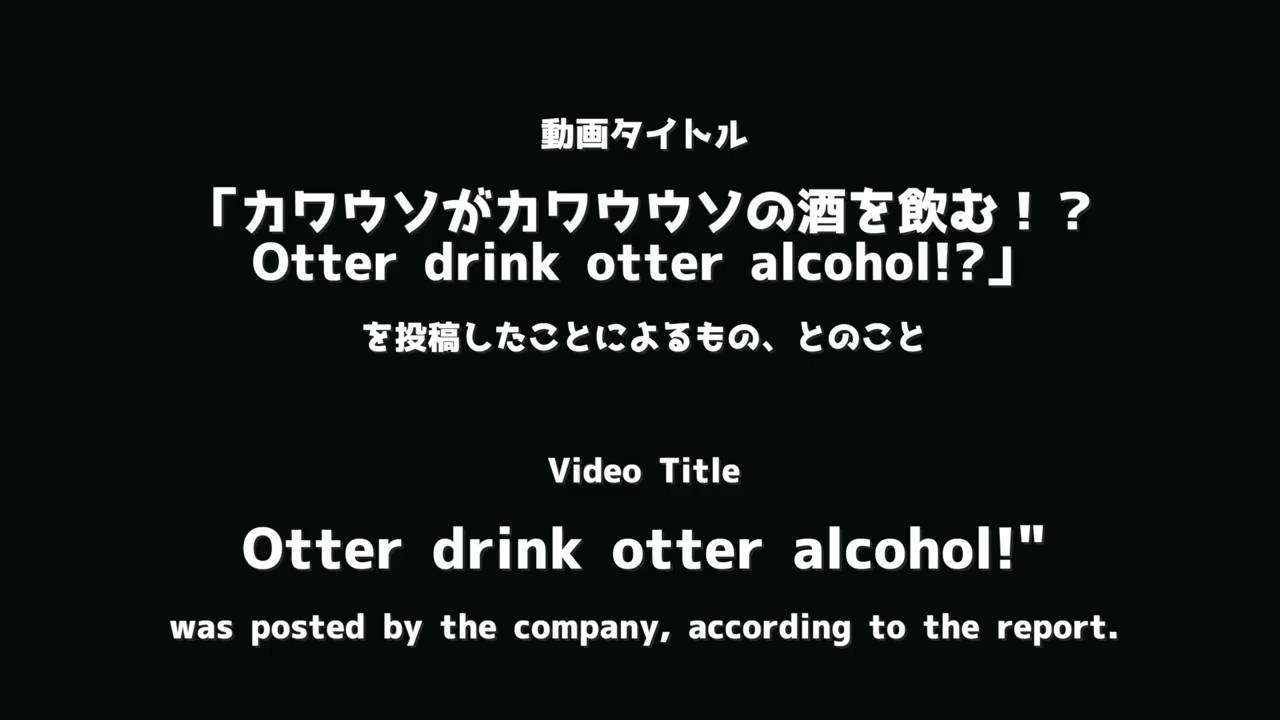 動画タイトル
「カワウソがカワウウソの酒を飲む！？
Otter drink otter alcohol!?」
を投稿したことによるもの、とのこと
Video Title
Otter drink otter alcohol!"
was posted by the company, according to the report.